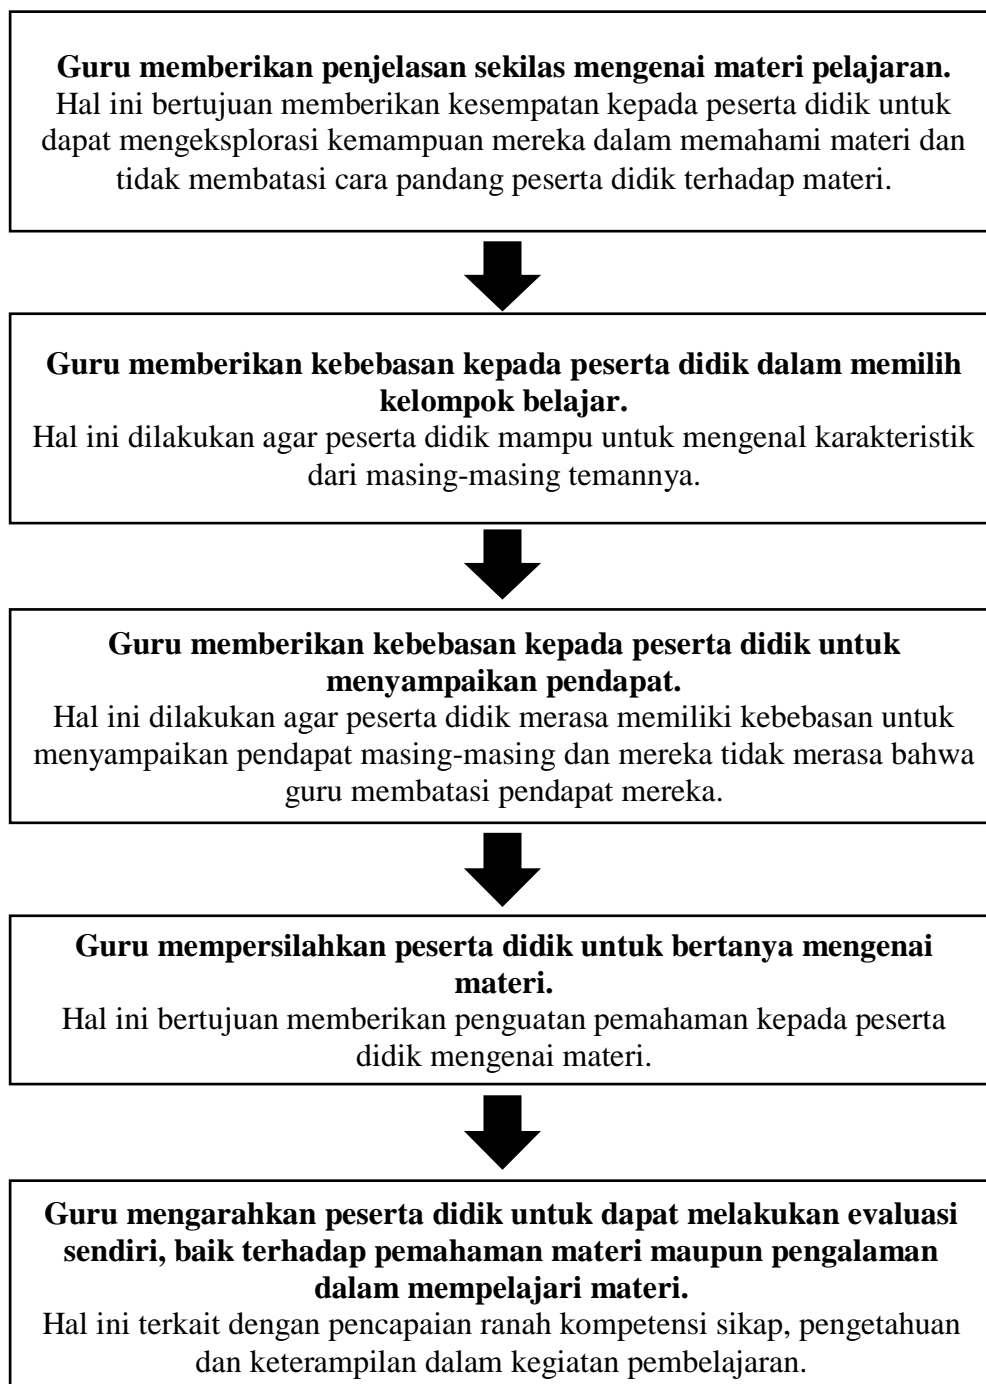 Guru memberikan penjelasan sekilas mengenai materi pelajaran.
Hal ini bertujuan memberikan kesempatan kepada peserta didik untuk
dapat mengeksplorasi kemampuan mereka dalam memahami materi dan
tidak membatasi cara pandang peserta didik terhadap materi.
Guru memberikan kebebasan kepada peserta didik dalam memilih
kelompok belajar.
Hal ini dilakukan agar peserta didik mampu untuk mengenal karakteristik
dari masing-masing temannya.
Guru memberikan kebebasan kepada peserta didik untuk
menyampaikan pendapat.
Hal ini dilakukan agar peserta didik merasa memiliki kebebasan untuk
menyampaikan pendapat masing-masing dan mereka tidak merasa bahwa
guru membatasi pendapat mereka.
Guru mempersilahkan peserta didik untuk bertanya mengenai
materi.
Hal ini bertujuan memberikan penguatan pemahaman kepada peserta
didik mengenai materi.
Guru mengarahkan peserta didik untuk dapat melakukan evaluasi
sendiri, baik terhadap pemahaman materi maupun pengalaman
dalam mempelajari materi.
Hal ini terkait dengan pencapaian ranah kompetensi sikap, pengetahuan
dan keterampilan dalam kegiatan pembelajaran.